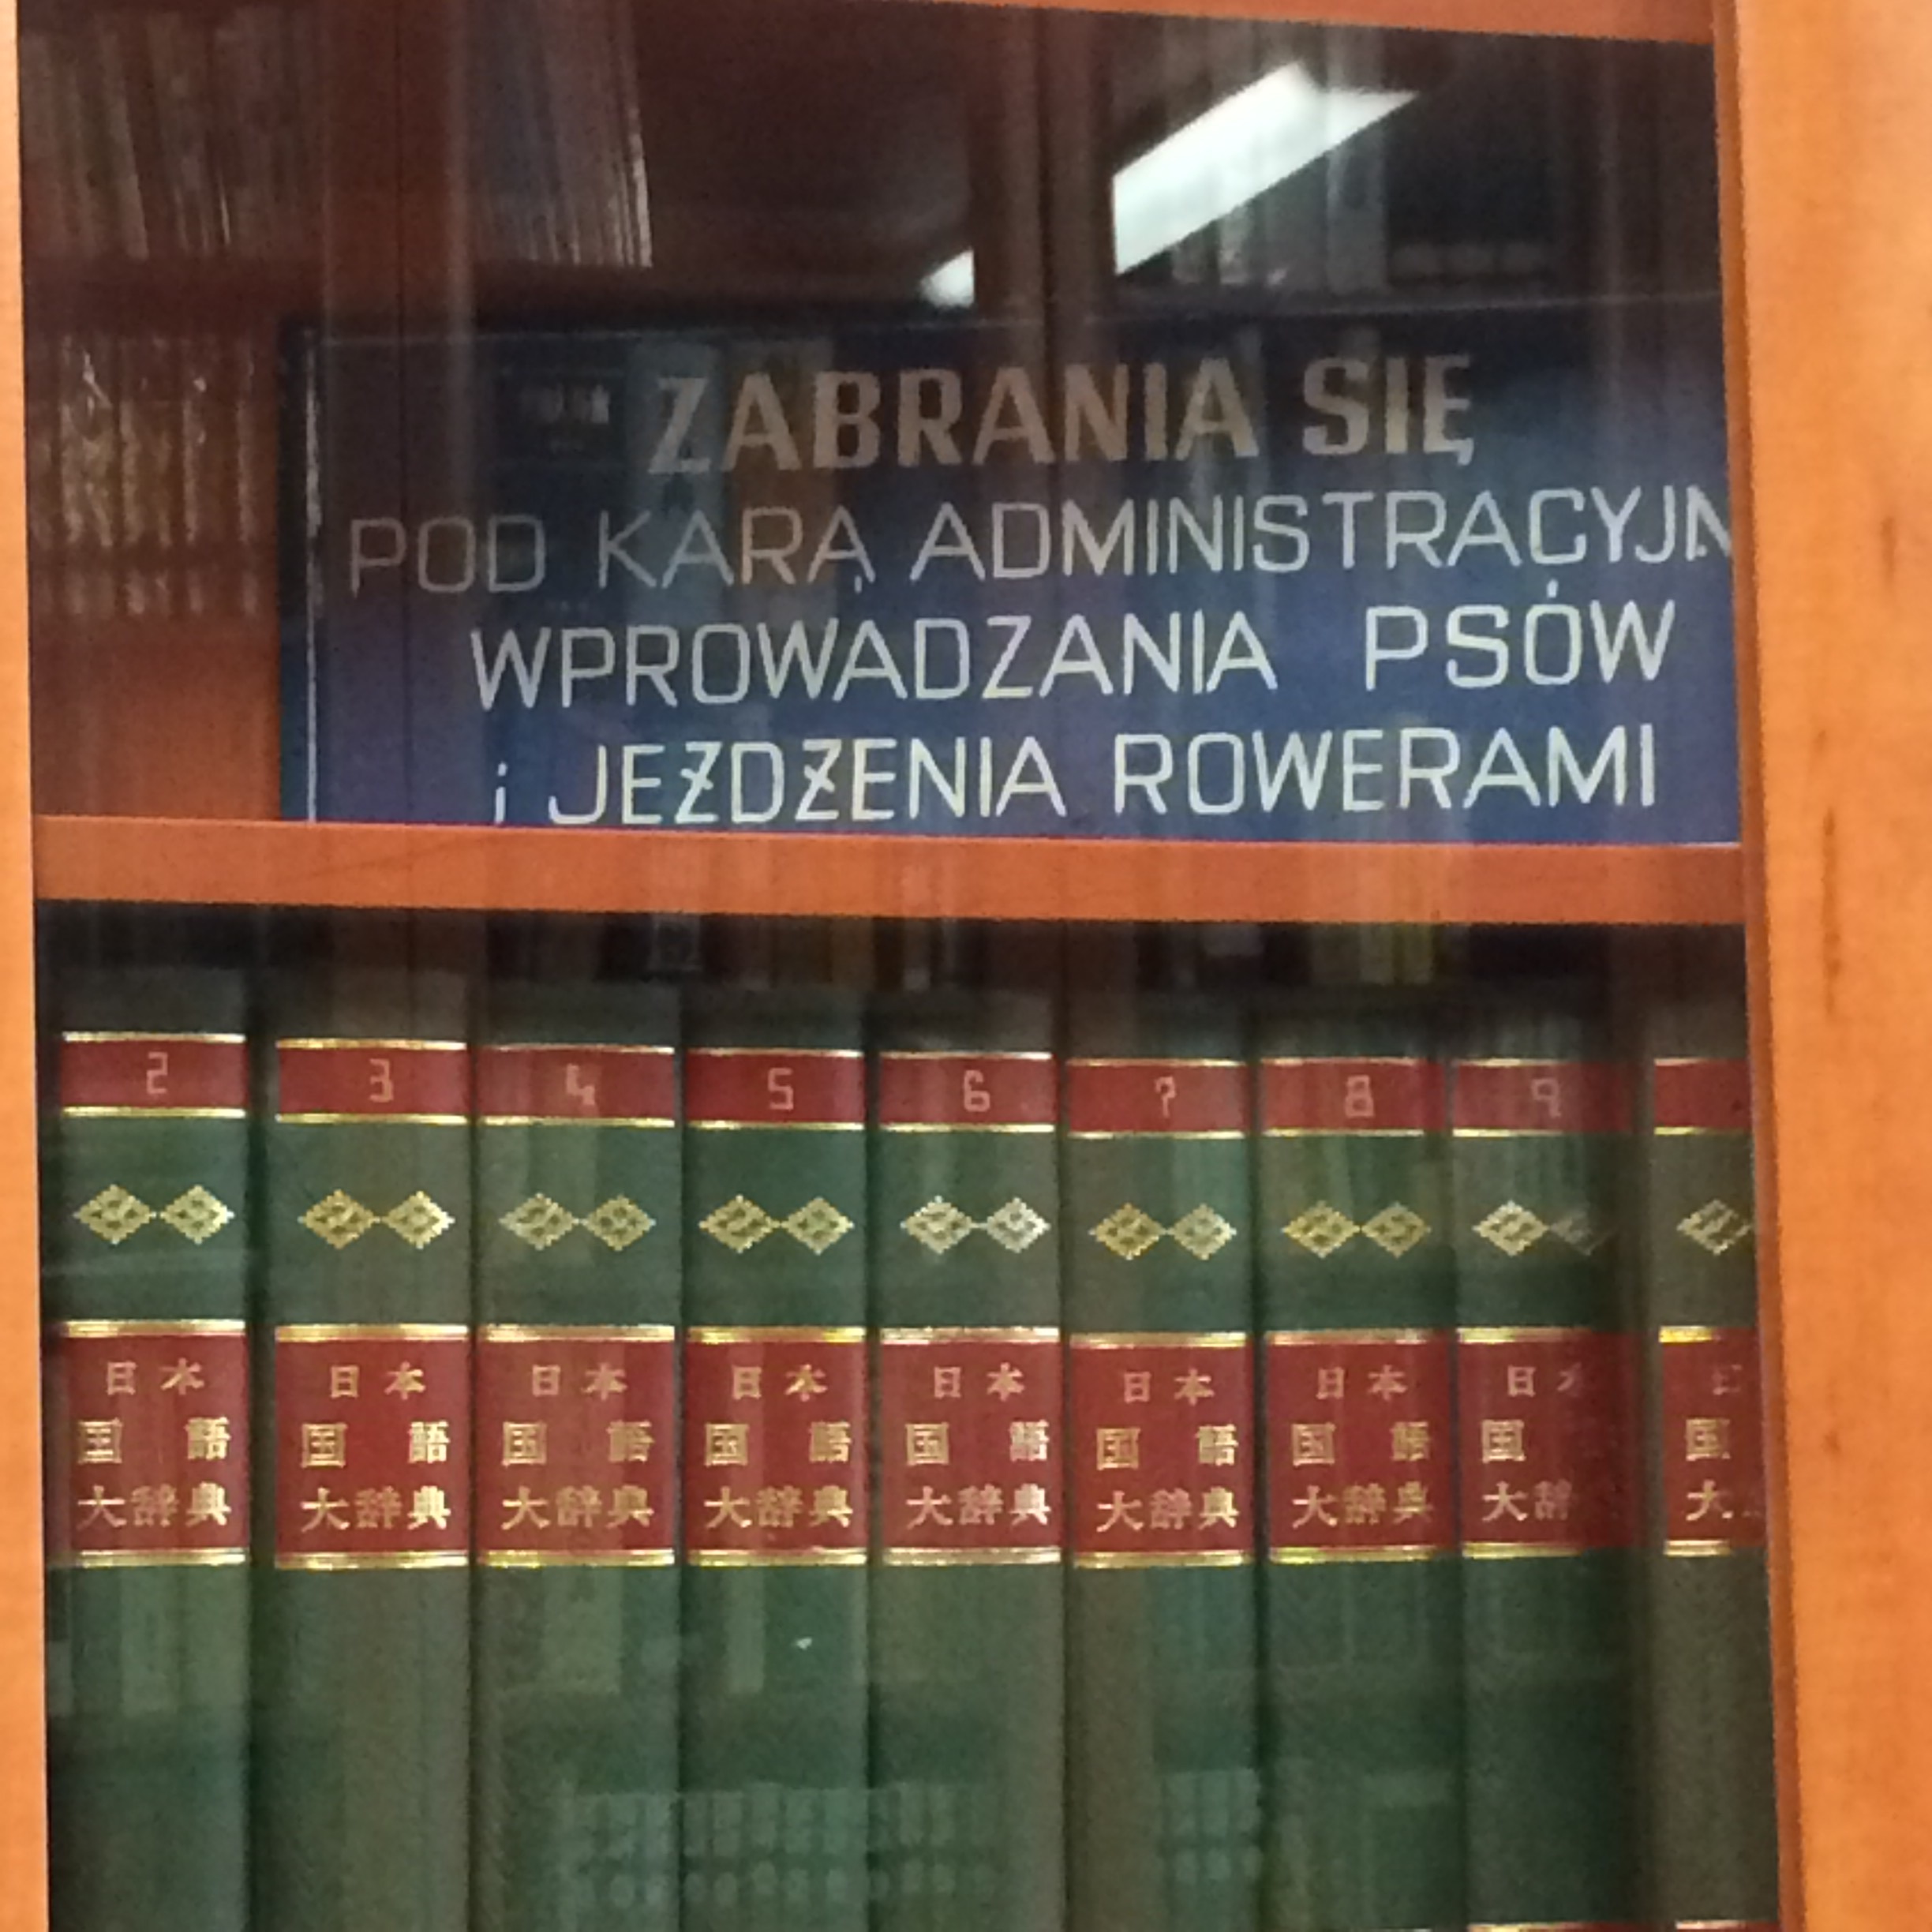 ZABRANIA SIĘ
POD KARĄ ADMINISTRACYJN
WPROWADZANIA PSÓW
i JEŻDŻENIA ROWERAMI
2
日本
国語
大辞典
3
日本
国語
大辞典
4
日本
国語
大辞典
5
日本
国語
大辞典
6
日本
国語
大辞典
7
日本
国語
大辞典
8
日本
国語
大辞典
9
日本
国
大辞
国
大